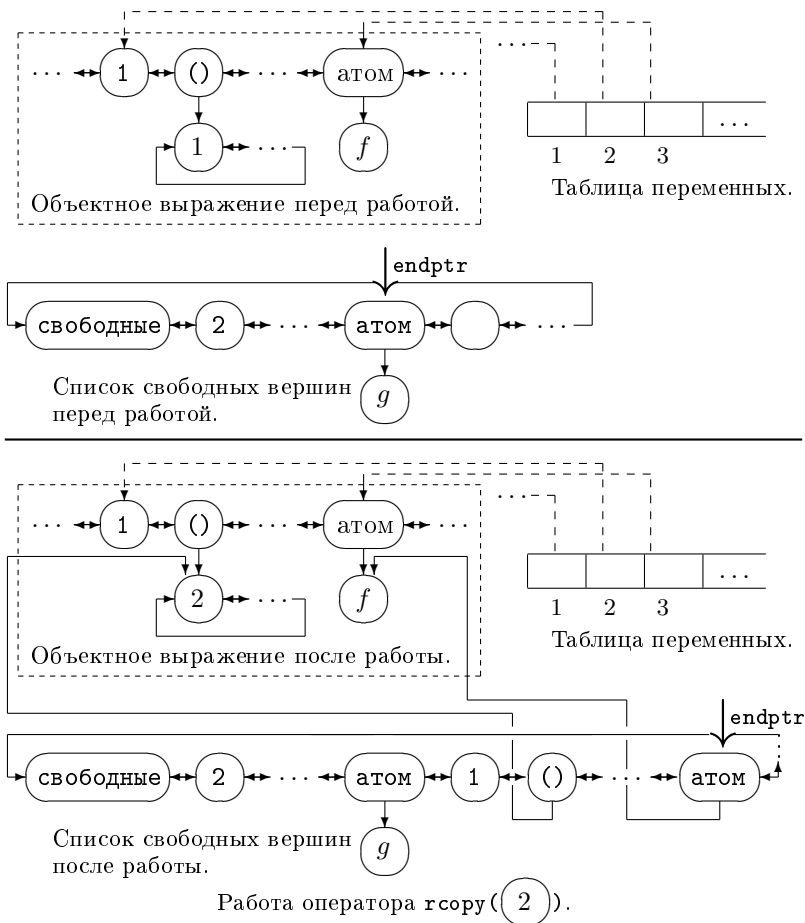 ... 1 () ... атом ... ...
1 ... f ...
1 2 3
Объектное выражение перед работой. Таблица переменных.
endptr
свободные 2 ... атом ...
Список свободных вершин g
перед работой.
... 1 () ... атом ... ...
2 ... f ...
1 2 3
Объектное выражение после работы. Таблица переменных.
endptr
свободные 2 ... атом 1 () ... атом
Список свободных вершин g
после работы.
Работа оператора rcopy( 2 ).